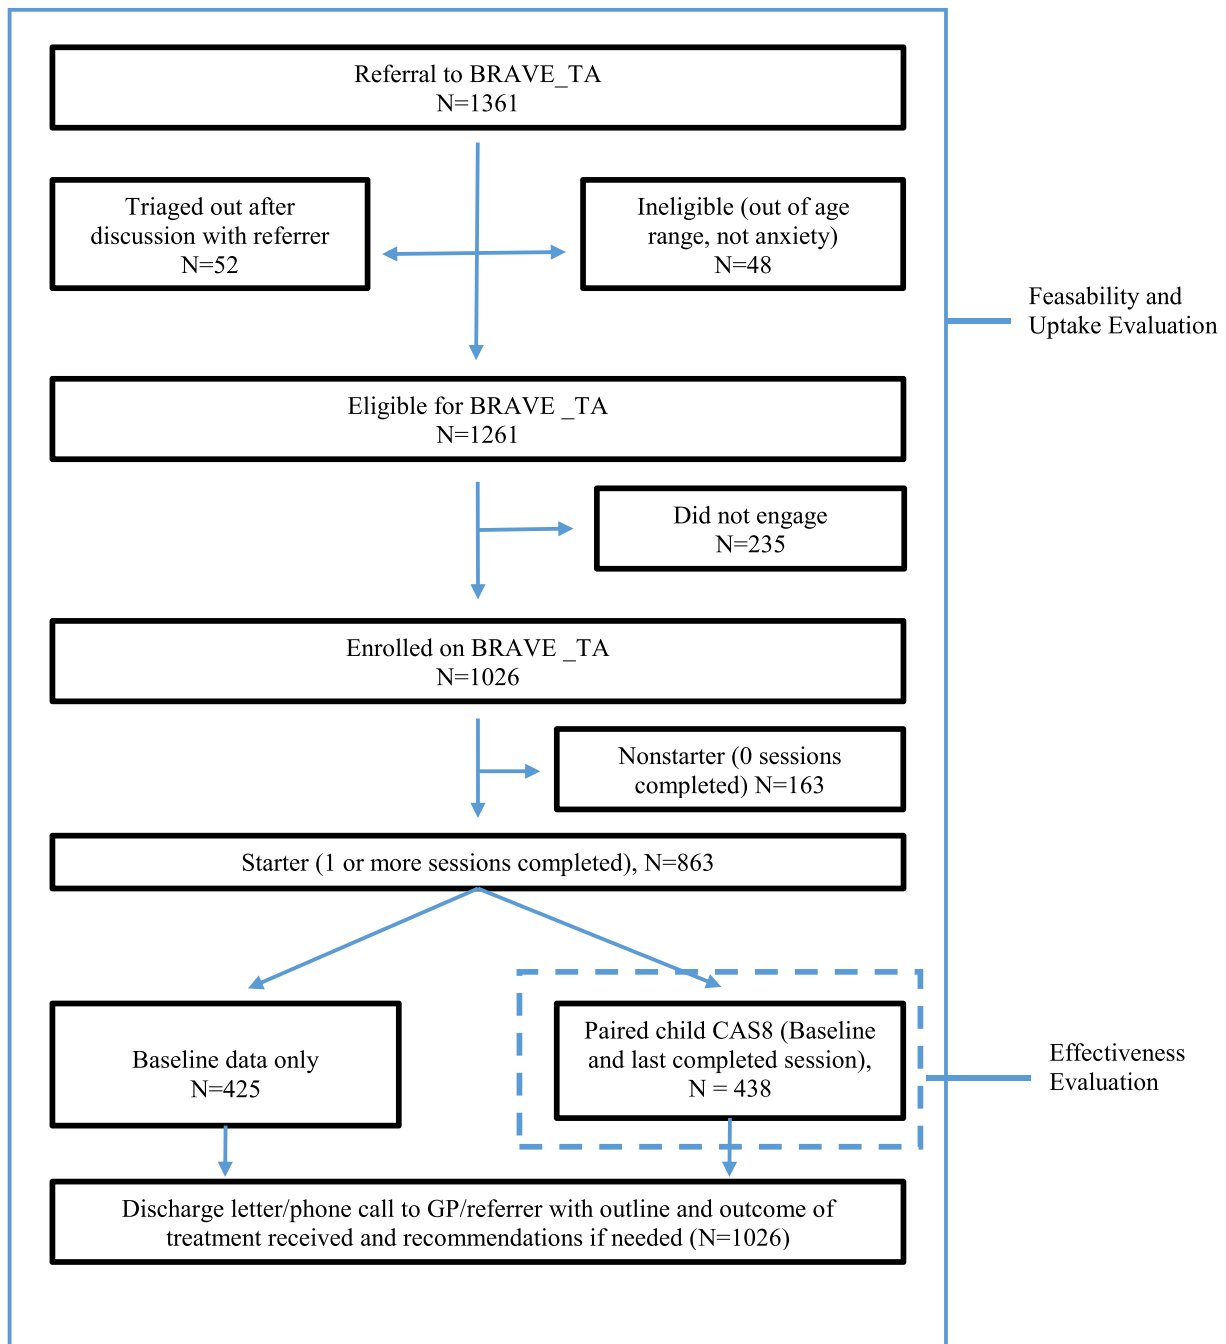 Referral to BRAVE_TA
N=1361
Triaged out after
discussion with referrer
N=52
Ineligible (out of age
range, not anxiety)
N=48
Feasability and
Uptake Evaluation
Eligible for BRAVE _TA
N=1261
Did not engage
N=235
Enrolled on BRAVE _TA
N=1026
Nonstarter (0 sessions
completed) N=163
Starter (1 or more sessions completed), N=863
Baseline data only
N=425
Paired child CAS8 (Baseline
and last completed session),
N = 438
Effectiveness
Evaluation
Discharge letter/phone call to GP/referrer with outline and outcome of
treatment received and recommendations if needed (N=1026)